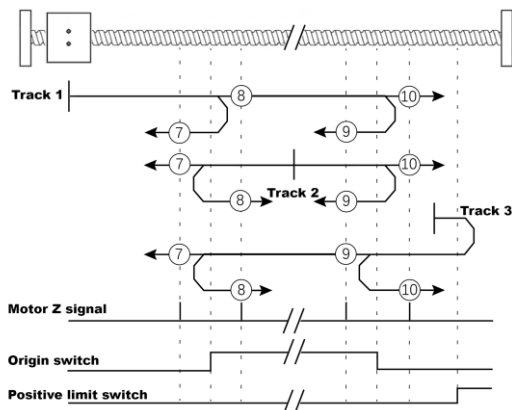 Track 1
⑧ ⑩
⑦ ⑨
⑦ ⑩
Track 2
⑧ ⑨
Track 3
⑦ ⑨
⑧ ⑩
Motor Z signal
Origin switch
Positive limit switch